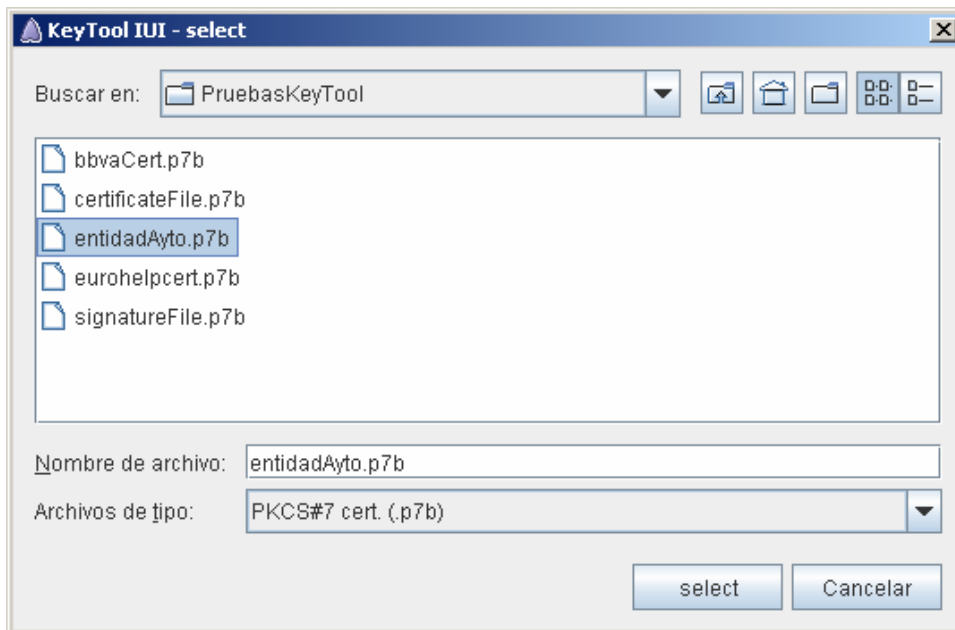 KeyTool IUI - select
Buscar en: PruebasKeyTool
bbvaCert.p7b
certificateFile.p7b
entidadAyto.p7b
eurohelpcert.p7b
signatureFile.p7b
Nombre de archivo: entidadAyto.p7b
Archivos de tipo: PKCS#7 cert. (.p7b)
select Cancelar